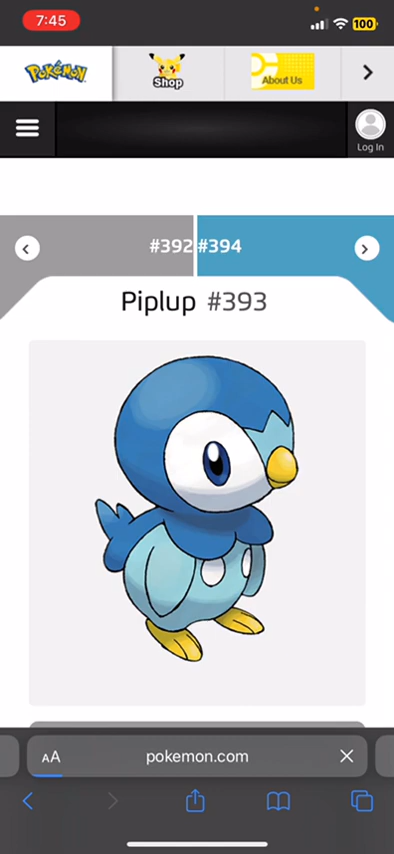 7:45
100
POKÉMON
Shop
About Us
Log In
#392 #394
Piplup #393
AA
pokemon.com